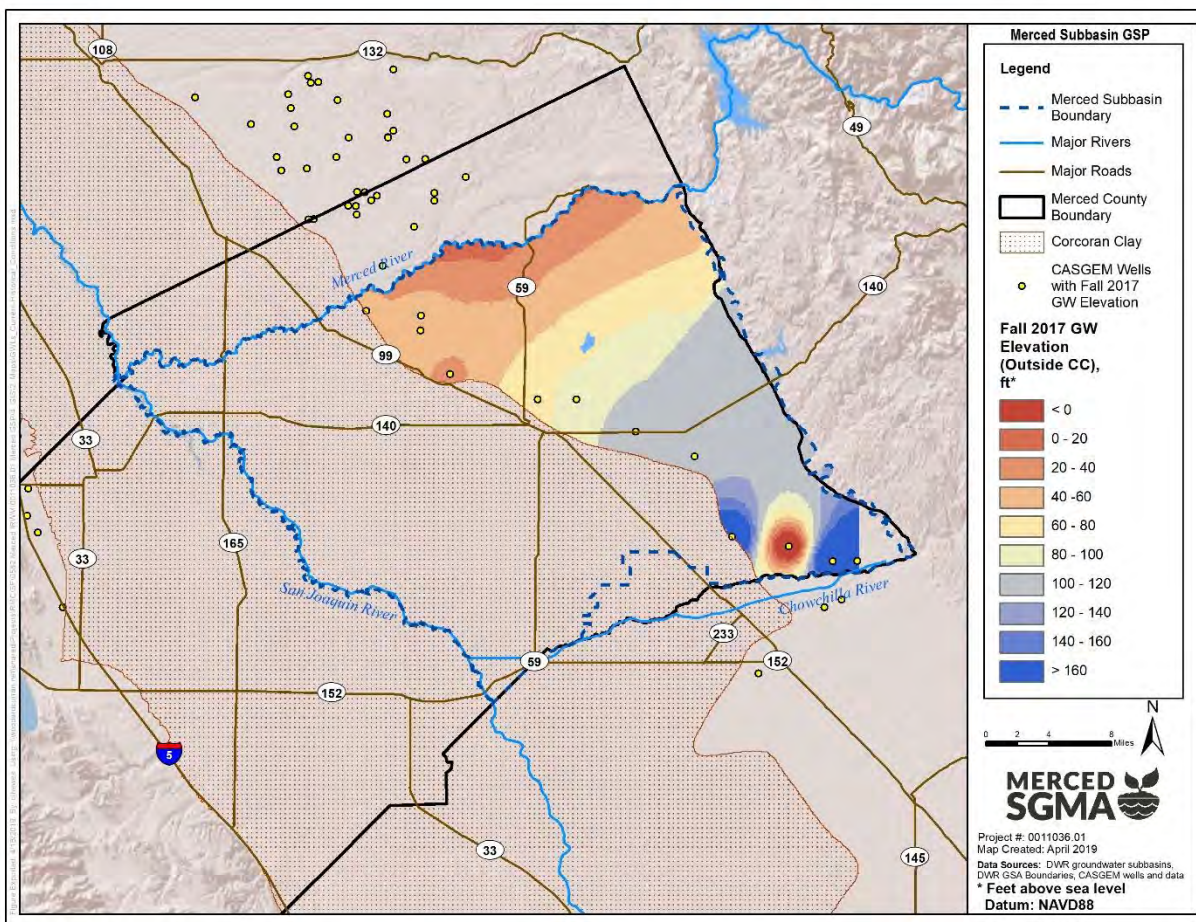 Merced Subbasin GSP
Legend
Merced Subbasin
Boundary
Major Rivers
Major Roads
Merced County
Boundary
Corcoran Clay
CASGEM Wells
with Fall 2017
GW Elevation
Fall 2017 GW
Elevation
(Outside CC),
ft*
< 0
0 - 20
20 - 40
40 -60
60 - 80
80 - 100
100 - 120
120 - 140
140 - 160
> 160
N
0 2 4 8
Miles
MERCED
SGMA
Project #: 0011036.01
Map Created: April 2019
Data Sources: DWR groundwater subbasins,
DWR GSA Boundaries, CASGEM wells and data
* Feet above sea level
Datum: NAVD88
108
132
49
Merced River
59
140
99
140
33
165
33
San Joaquin River
Chowchilla River
233
59
152
152
5
33
145